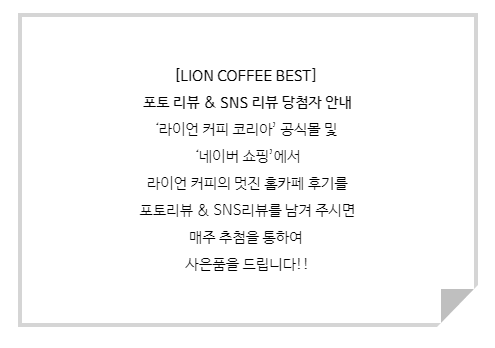 [LION COFFEE BEST]
포토 리뷰 & SNS 리뷰 당첨자 안내
‘라이언 커피 코리아’ 공식몰 및
‘네이버 쇼핑’에서
라이언 커피의 멋진 홈카페 후기를
포토리뷰 & SNS리뷰를 남겨 주시면
매주 추첨을 통하여
사은품을 드립니다!!